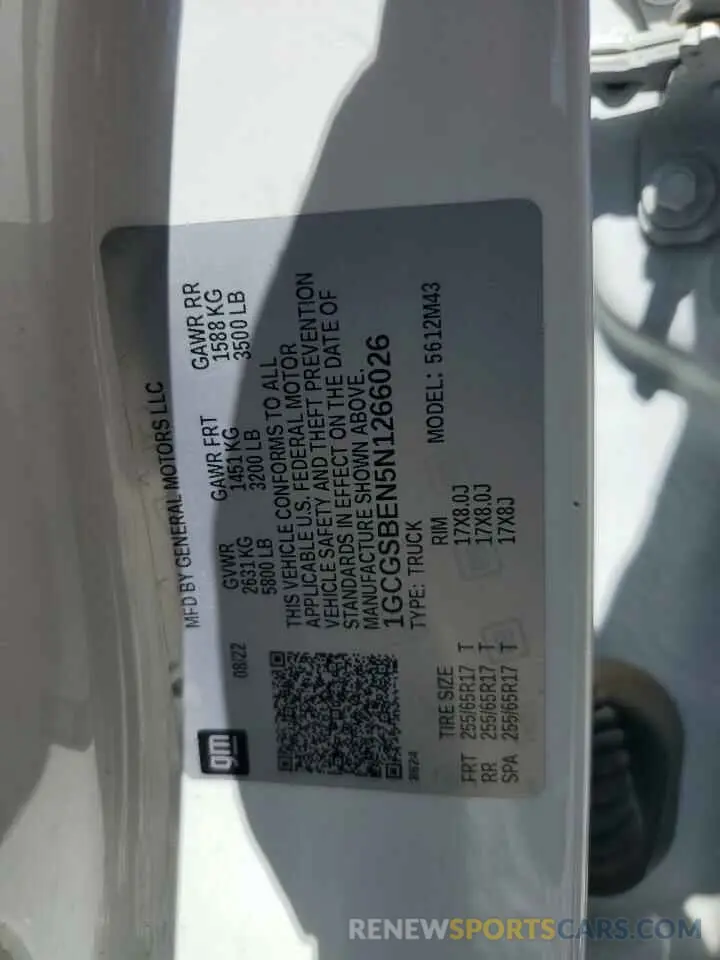 MFD BY GENERAL MOTORS LLC
gm
08/22
GVWR GAWR FRT GAWR RR
2631 KG 1451 KG 1588 KG
5800 LB 3200 LB 3500 LB
THIS VEHICLE CONFORMS TO ALL
APPLICABLE U.S. FEDERAL MOTOR
VEHICLE SAFETY AND THEFT PREVENTION
STANDARDS IN EFFECT ON THE DATE OF
MANUFACTURE SHOWN ABOVE.
1GCGSBEN5N1266026
TYPE: TRUCK MODEL: 5612M43
TIRE SIZE RIM
FRT 255/65R17 T 17X8.0J
RR 255/65R17 T 17X8.0J
SPA 255/65R17 T 17X8J
RENEWSPORTSCARS.COM